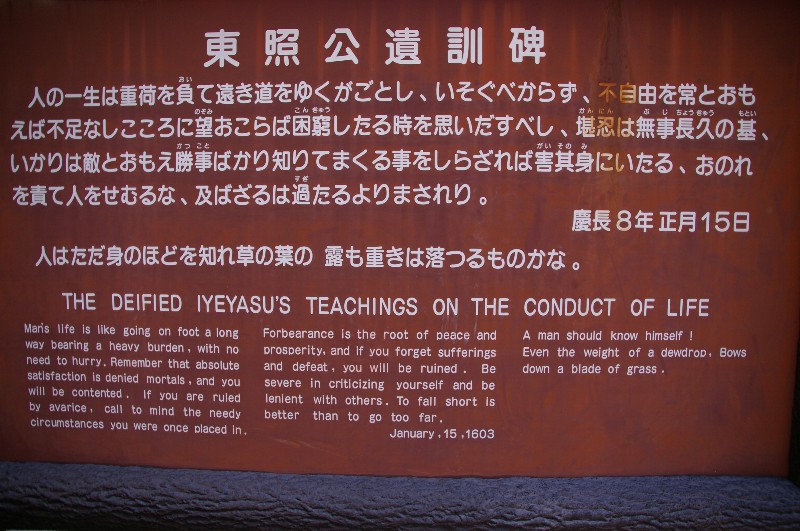 東照公遺訓碑
人の一生は重荷を負て遠き道をゆくがごとし、いそぐべからず、不自由を常とおも
えば不足なしこころに望おこらば困窮したる時を思いだすべし、堪忍は無事長久の基、
いかりは敵とおもえ勝事ばかり知りてまくる事をしらざれば害其身にいたる、おのれ
を責て人をせむるな、及ばざるは過たるよりまされり。
慶長8年正月15日
人はただ身のほどを知れ草の葉の 露も重きは落つるものかな。
THE DEIFIED IYEYASU'S TEACHINGS ON THE CONDUCT OF LIFE
Man's life is like going on foot a long
way bearing a heavy burden, with no
need to hurry. Remember that absolute
satisfaction is denied mortals, and you
will be contented. If you are ruled
by avarice, call to mind the needy
circumstances you were once placed in.
Forbearance is the root of peace and
prosperity, and if you forget sufferings
and defeat, you will be ruined. Be
severe in criticizing yourself and be
lenient with others. To fall short is
better than to go too far.
January, 15, 1603
A man should know himself!
Even the weight of a dewdrop, Bows
down a blade of grass.